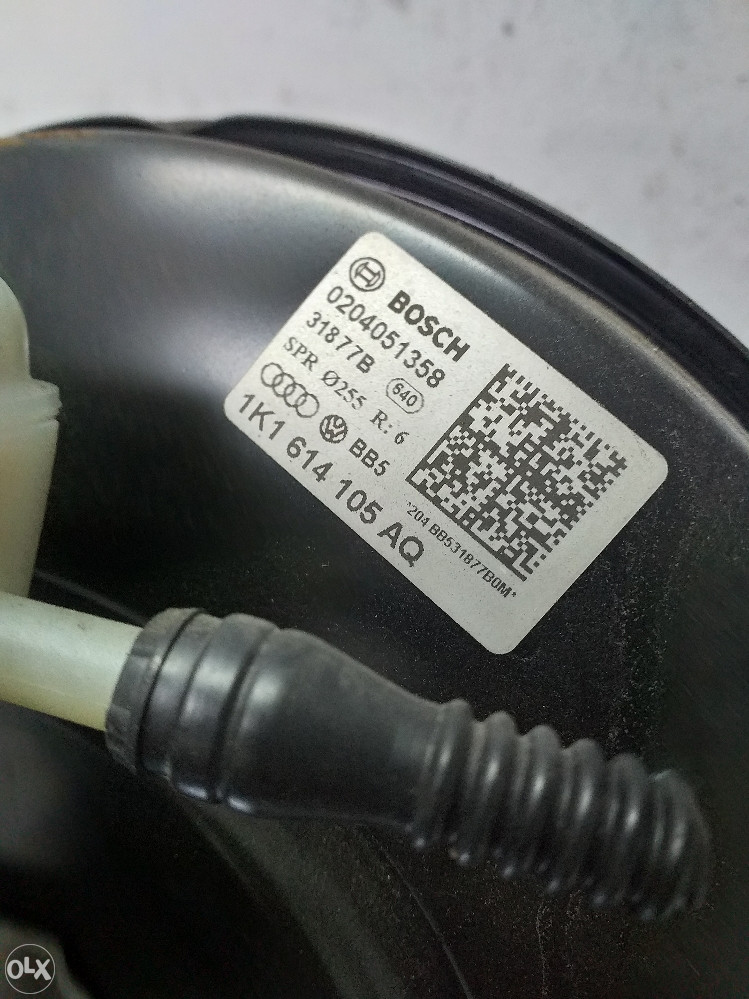 BOSCH
0204051358
31877B 640
SPR Ø255 R:6
BB5
1K1 614 105 AQ
*204 BB531877B0M*
OLX